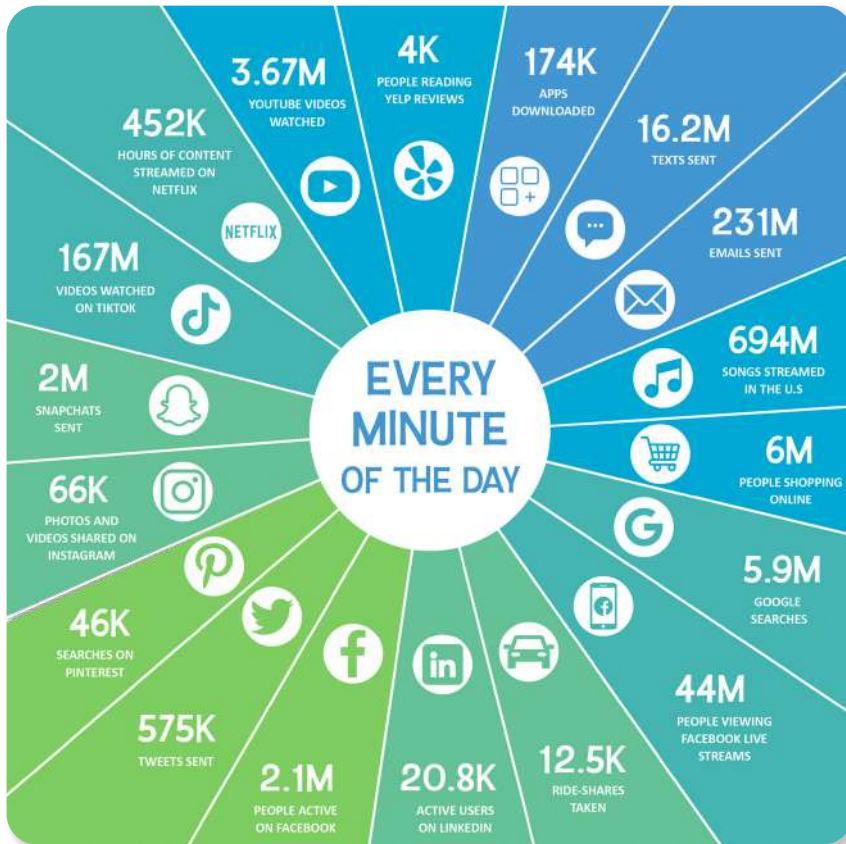 EVERY
MINUTE
OF THE DAY
4K
PEOPLE READING
YELP REVIEWS
174K
APPS
DOWNLOADED
16.2M
TEXTS SENT
231M
EMAILS SENT
694M
SONGS STREAMED
IN THE U.S
6M
PEOPLE SHOPPING
ONLINE
G
5.9M
GOOGLE
SEARCHES
f
44M
PEOPLE VIEWING
FACEBOOK LIVE
STREAMS
12.5K
RIDE-SHARES
TAKEN
in
20.8K
ACTIVE USERS
ON LINKEDIN
f
2.1M
PEOPLE ACTIVE
ON FACEBOOK
575K
TWEETS SENT
46K
SEARCHES ON
PINTEREST
66K
PHOTOS AND
VIDEOS SHARED ON
INSTAGRAM
2M
SNAPCHATS
SENT
167M
VIDEOS WATCHED
ON TIKTOK
452K
HOURS OF CONTENT
STREAMED ON
NETFLIX
NETFLIX
3.67M
YOUTUBE VIDEOS
WATCHED